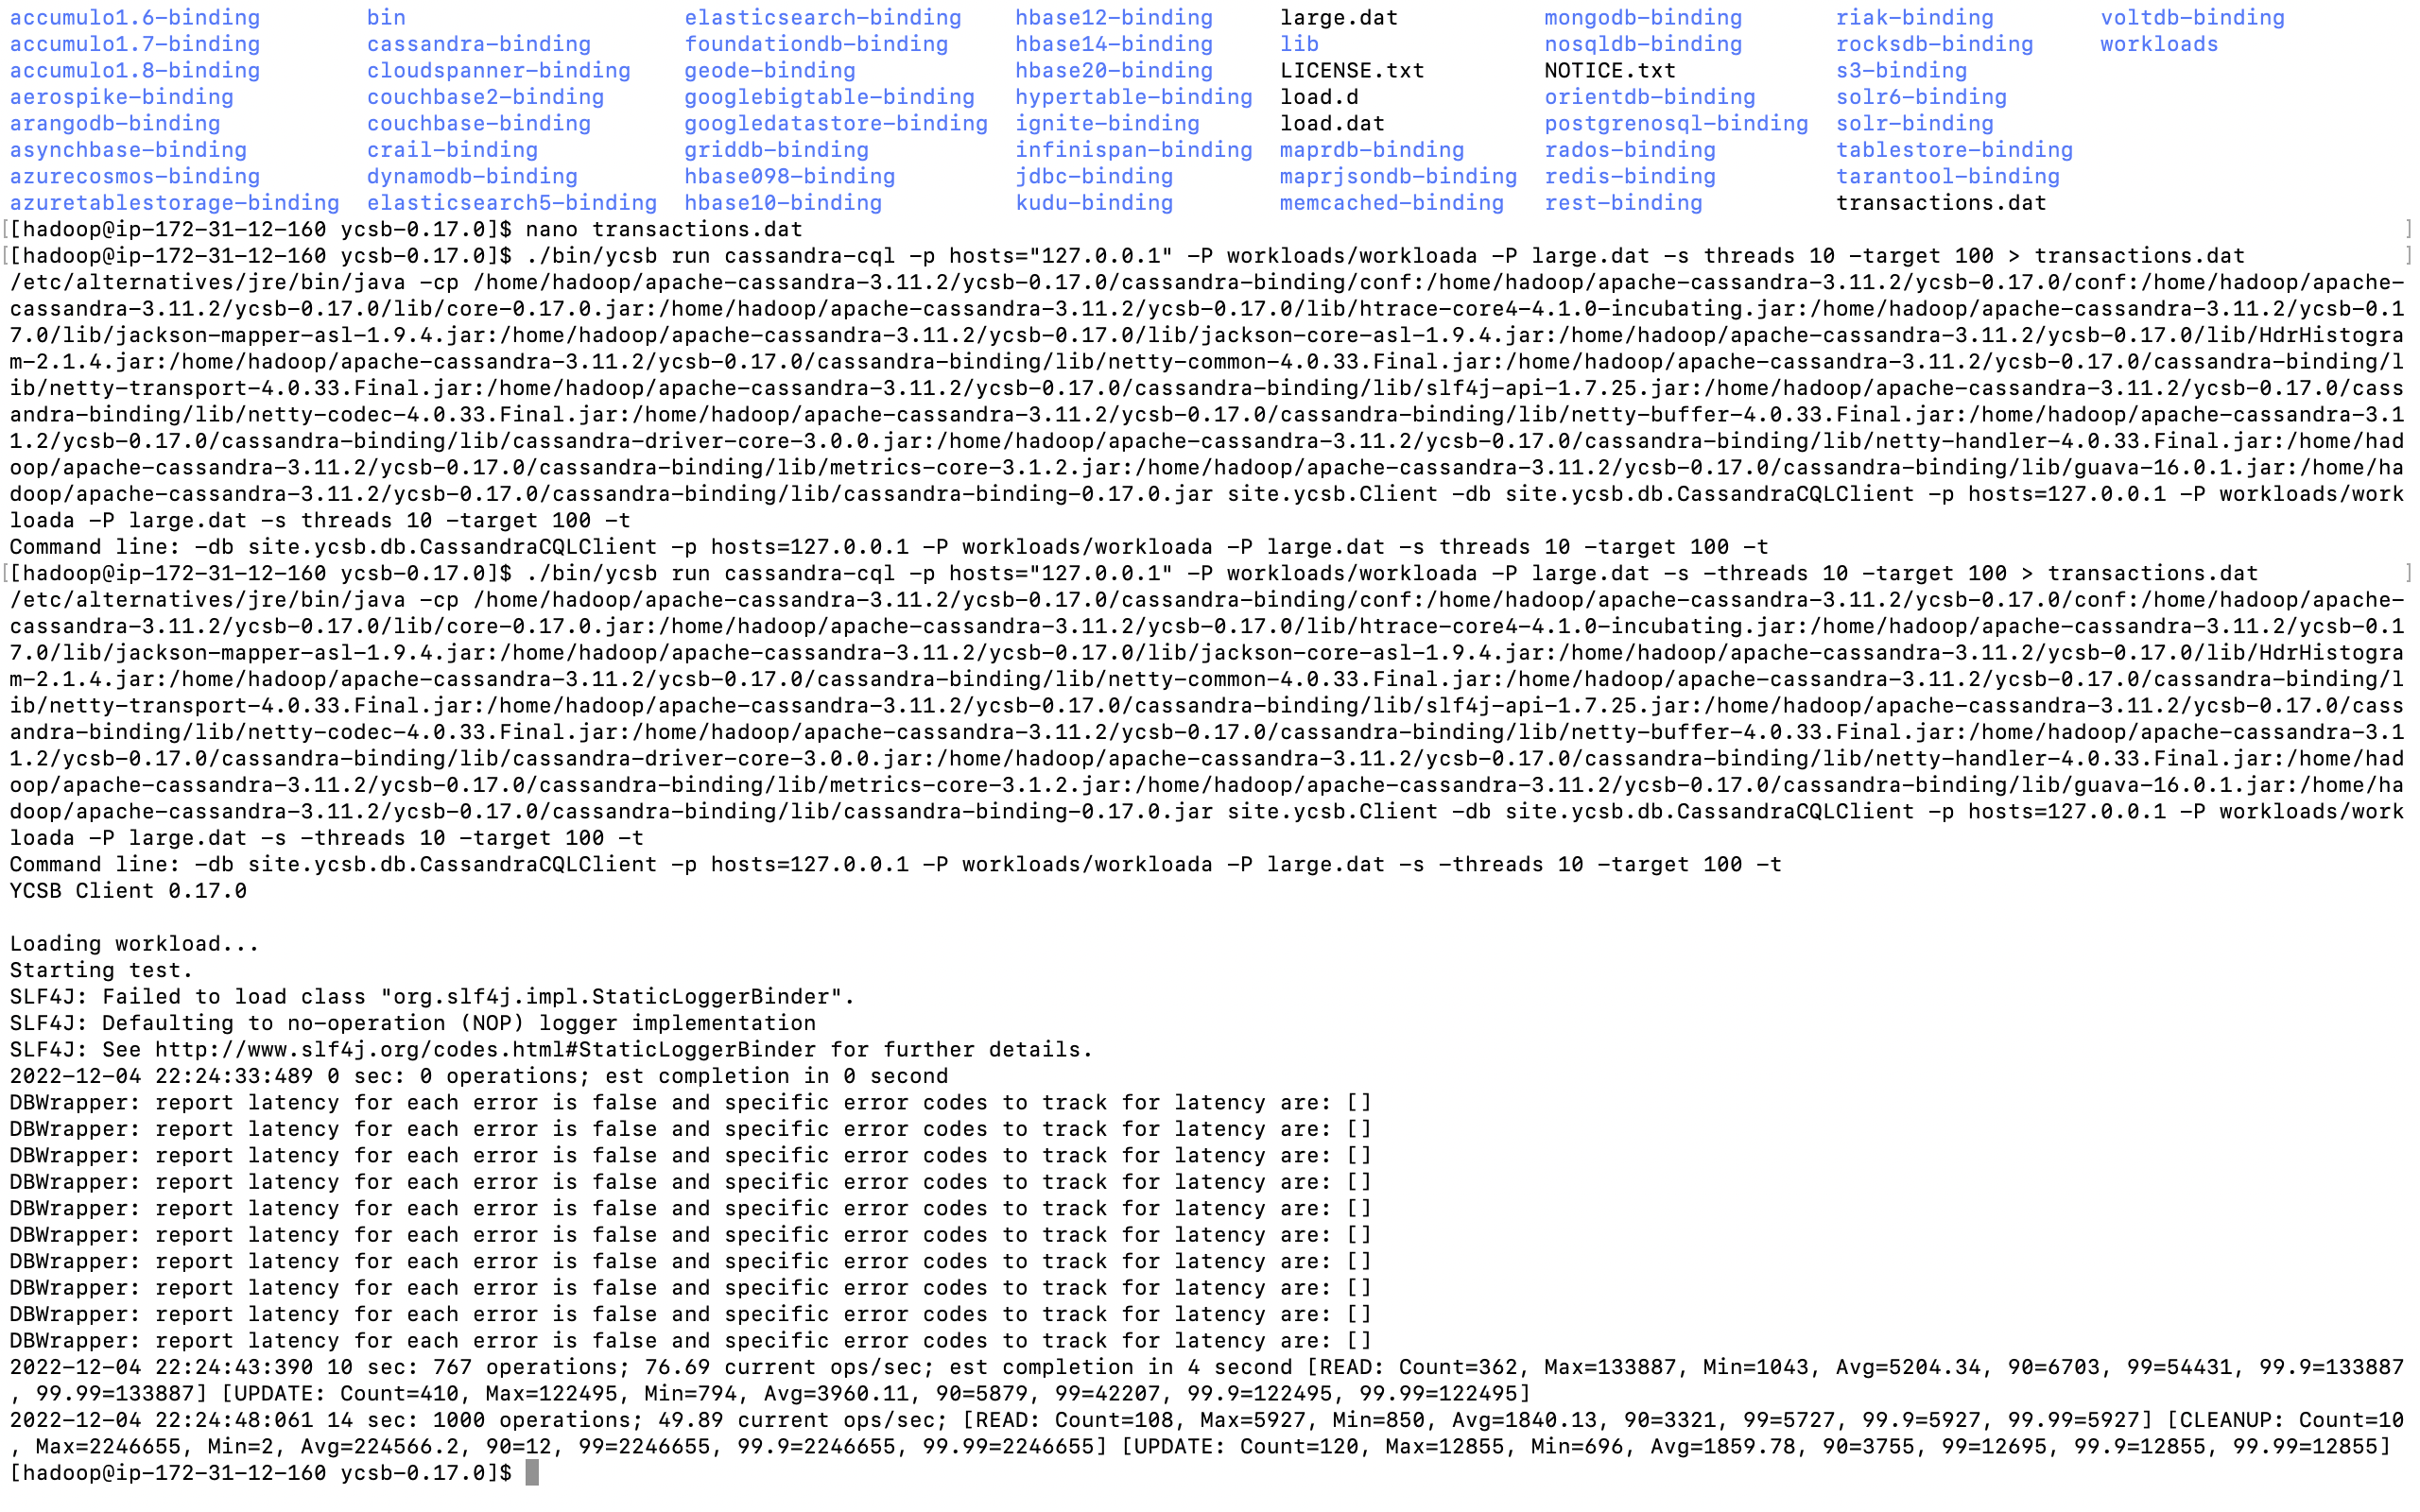 accumulo1.6-binding bin elasticsearch-binding hbase12-binding large.dat mongodb-binding riak-binding voltdb-binding
accumulo1.7-binding cassandra-binding foundationdb-binding hbase14-binding lib nosqldb-binding rocksdb-binding workloads
accumulo1.8-binding cloudspanner-binding geode-binding hbase20-binding LICENSE.txt NOTICE.txt s3-binding
aerospike-binding couchbase2-binding googlebigtable-binding hypertable-binding load.d orientdb-binding solr6-binding
arangodb-binding couchbase-binding googledatastore-binding ignite-binding load.dat postgrenosql-binding solr-binding
asynchbase-binding crail-binding griddb-binding infinispan-binding maprdb-binding rados-binding tablestore-binding
azurecosmos-binding dynamodb-binding hbase098-binding jdbc-binding maprjsondb-binding redis-binding tarantool-binding
azuretablestorage-binding elasticsearch5-binding hbase10-binding kudu-binding memcached-binding rest-binding transactions.dat
[[hadoop@ip-172-31-12-160 ycsb-0.17.0]$ nano transactions.dat ]
[[hadoop@ip-172-31-12-160 ycsb-0.17.0]$ ./bin/ycsb run cassandra-cql -p hosts="127.0.0.1" -P workloads/workloada -P large.dat -s threads 10 -target 100 > transactions.dat ]
/etc/alternatives/jre/bin/java -cp /home/hadoop/apache-cassandra-3.11.2/ycsb-0.17.0/cassandra-binding/conf:/home/hadoop/apache-cassandra-3.11.2/ycsb-0.17.0/conf:/home/hadoop/apache-
cassandra-3.11.2/ycsb-0.17.0/lib/core-0.17.0.jar:/home/hadoop/apache-cassandra-3.11.2/ycsb-0.17.0/lib/htrace-core4-4.1.0-incubating.jar:/home/hadoop/apache-cassandra-3.11.2/ycsb-0.1
7.0/lib/jackson-mapper-asl-1.9.4.jar:/home/hadoop/apache-cassandra-3.11.2/ycsb-0.17.0/lib/jackson-core-asl-1.9.4.jar:/home/hadoop/apache-cassandra-3.11.2/ycsb-0.17.0/lib/HdrHistogra
m-2.1.4.jar:/home/hadoop/apache-cassandra-3.11.2/ycsb-0.17.0/cassandra-binding/lib/netty-common-4.0.33.Final.jar:/home/hadoop/apache-cassandra-3.11.2/ycsb-0.17.0/cassandra-binding/l
ib/netty-transport-4.0.33.Final.jar:/home/hadoop/apache-cassandra-3.11.2/ycsb-0.17.0/cassandra-binding/lib/slf4j-api-1.7.25.jar:/home/hadoop/apache-cassandra-3.11.2/ycsb-0.17.0/cass
andra-binding/lib/netty-codec-4.0.33.Final.jar:/home/hadoop/apache-cassandra-3.11.2/ycsb-0.17.0/cassandra-binding/lib/netty-buffer-4.0.33.Final.jar:/home/hadoop/apache-cassandra-3.1
1.2/ycsb-0.17.0/cassandra-binding/lib/cassandra-driver-core-3.0.0.jar:/home/hadoop/apache-cassandra-3.11.2/ycsb-0.17.0/cassandra-binding/lib/netty-handler-4.0.33.Final.jar:/home/had
oop/apache-cassandra-3.11.2/ycsb-0.17.0/cassandra-binding/lib/metrics-core-3.1.2.jar:/home/hadoop/apache-cassandra-3.11.2/ycsb-0.17.0/cassandra-binding/lib/guava-16.0.1.jar:/home/ha
doop/apache-cassandra-3.11.2/ycsb-0.17.0/cassandra-binding/lib/cassandra-binding-0.17.0.jar site.ycsb.Client -db site.ycsb.db.CassandraCQLClient -p hosts=127.0.0.1 -P workloads/work
loada -P large.dat -s threads 10 -target 100 -t
Command line: -db site.ycsb.db.CassandraCQLClient -p hosts=127.0.0.1 -P workloads/workloada -P large.dat -s threads 10 -target 100 -t
[[hadoop@ip-172-31-12-160 ycsb-0.17.0]$ ./bin/ycsb run cassandra-cql -p hosts="127.0.0.1" -P workloads/workloada -P large.dat -s -threads 10 -target 100 > transactions.dat ]
/etc/alternatives/jre/bin/java -cp /home/hadoop/apache-cassandra-3.11.2/ycsb-0.17.0/cassandra-binding/conf:/home/hadoop/apache-cassandra-3.11.2/ycsb-0.17.0/conf:/home/hadoop/apache-
cassandra-3.11.2/ycsb-0.17.0/lib/core-0.17.0.jar:/home/hadoop/apache-cassandra-3.11.2/ycsb-0.17.0/lib/htrace-core4-4.1.0-incubating.jar:/home/hadoop/apache-cassandra-3.11.2/ycsb-0.1
7.0/lib/jackson-mapper-asl-1.9.4.jar:/home/hadoop/apache-cassandra-3.11.2/ycsb-0.17.0/lib/jackson-core-asl-1.9.4.jar:/home/hadoop/apache-cassandra-3.11.2/ycsb-0.17.0/lib/HdrHistogra
m-2.1.4.jar:/home/hadoop/apache-cassandra-3.11.2/ycsb-0.17.0/cassandra-binding/lib/netty-common-4.0.33.Final.jar:/home/hadoop/apache-cassandra-3.11.2/ycsb-0.17.0/cassandra-binding/l
ib/netty-transport-4.0.33.Final.jar:/home/hadoop/apache-cassandra-3.11.2/ycsb-0.17.0/cassandra-binding/lib/slf4j-api-1.7.25.jar:/home/hadoop/apache-cassandra-3.11.2/ycsb-0.17.0/cass
andra-binding/lib/netty-codec-4.0.33.Final.jar:/home/hadoop/apache-cassandra-3.11.2/ycsb-0.17.0/cassandra-binding/lib/netty-buffer-4.0.33.Final.jar:/home/hadoop/apache-cassandra-3.1
1.2/ycsb-0.17.0/cassandra-binding/lib/cassandra-driver-core-3.0.0.jar:/home/hadoop/apache-cassandra-3.11.2/ycsb-0.17.0/cassandra-binding/lib/netty-handler-4.0.33.Final.jar:/home/had
oop/apache-cassandra-3.11.2/ycsb-0.17.0/cassandra-binding/lib/metrics-core-3.1.2.jar:/home/hadoop/apache-cassandra-3.11.2/ycsb-0.17.0/cassandra-binding/lib/guava-16.0.1.jar:/home/ha
doop/apache-cassandra-3.11.2/ycsb-0.17.0/cassandra-binding/lib/cassandra-binding-0.17.0.jar site.ycsb.Client -db site.ycsb.db.CassandraCQLClient -p hosts=127.0.0.1 -P workloads/work
loada -P large.dat -s -threads 10 -target 100 -t
Command line: -db site.ycsb.db.CassandraCQLClient -p hosts=127.0.0.1 -P workloads/workloada -P large.dat -s -threads 10 -target 100 -t
YCSB Client 0.17.0

Loading workload...
Starting test.
SLF4J: Failed to load class "org.slf4j.impl.StaticLoggerBinder".
SLF4J: Defaulting to no-operation (NOP) logger implementation
SLF4J: See http://www.slf4j.org/codes.html#StaticLoggerBinder for further details.
2022-12-04 22:24:33:489 0 sec: 0 operations; est completion in 0 second
DBWrapper: report latency for each error is false and specific error codes to track for latency are: []
DBWrapper: report latency for each error is false and specific error codes to track for latency are: []
DBWrapper: report latency for each error is false and specific error codes to track for latency are: []
DBWrapper: report latency for each error is false and specific error codes to track for latency are: []
DBWrapper: report latency for each error is false and specific error codes to track for latency are: []
DBWrapper: report latency for each error is false and specific error codes to track for latency are: []
DBWrapper: report latency for each error is false and specific error codes to track for latency are: []
DBWrapper: report latency for each error is false and specific error codes to track for latency are: []
DBWrapper: report latency for each error is false and specific error codes to track for latency are: []
DBWrapper: report latency for each error is false and specific error codes to track for latency are: []
2022-12-04 22:24:43:390 10 sec: 767 operations; 76.69 current ops/sec; est completion in 4 second [READ: Count=362, Max=133887, Min=1043, Avg=5204.34, 90=6703, 99=54431, 99.9=133887
, 99.99=133887] [UPDATE: Count=410, Max=122495, Min=794, Avg=3960.11, 90=5879, 99=42207, 99.9=122495, 99.99=122495]
2022-12-04 22:24:48:061 14 sec: 1000 operations; 49.89 current ops/sec; [READ: Count=108, Max=5927, Min=850, Avg=1840.13, 90=3321, 99=5727, 99.9=5927, 99.99=5927] [CLEANUP: Count=10
, Max=2246655, Min=2, Avg=224566.2, 90=12, 99=2246655, 99.9=2246655, 99.99=2246655] [UPDATE: Count=120, Max=12855, Min=696, Avg=1859.78, 90=3755, 99=12695, 99.9=12855, 99.99=12855]
[hadoop@ip-172-31-12-160 ycsb-0.17.0]$